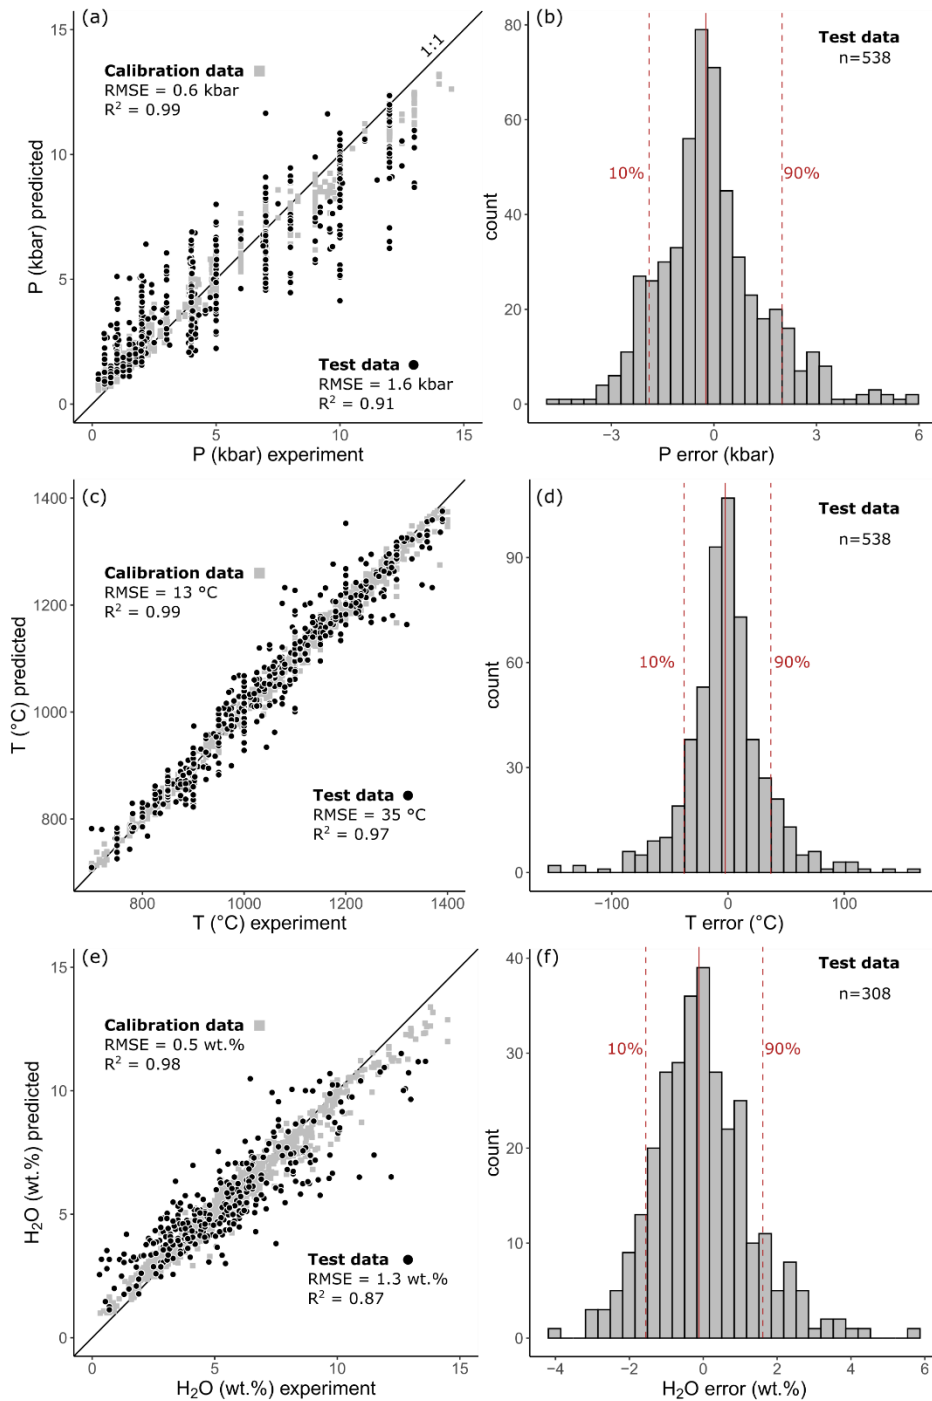 (a)
15
10
5
0
P (kbar) predicted
1:1
Calibration data
RMSE = 0.6 kbar
R² = 0.99
Test data
RMSE = 1.6 kbar
R² = 0.91
0 5 10 15
P (kbar) experiment
(b)
80
60
40
20
0
count
Test data
n=538
10%
90%
−3 0 3 6
P error (kbar)
(c)
1400
1200
1000
800
T (°C) predicted
Calibration data
RMSE = 13 °C
R² = 0.99
Test data
RMSE = 35 °C
R² = 0.97
800 1000 1200 1400
T (°C) experiment
(d)
90
60
30
0
count
Test data
n=538
10%
90%
−100 0 100
T error (°C)
(e)
15
10
5
0
H₂O (wt.%) predicted
Calibration data
RMSE = 0.5 wt.%
R² = 0.98
Test data
RMSE = 1.3 wt.%
R² = 0.87
0 5 10 15
H₂O (wt.%) experiment
(f)
40
30
20
10
0
count
Test data
n=308
10%
90%
−4 −2 0 2 4 6
H₂O error (wt.%)